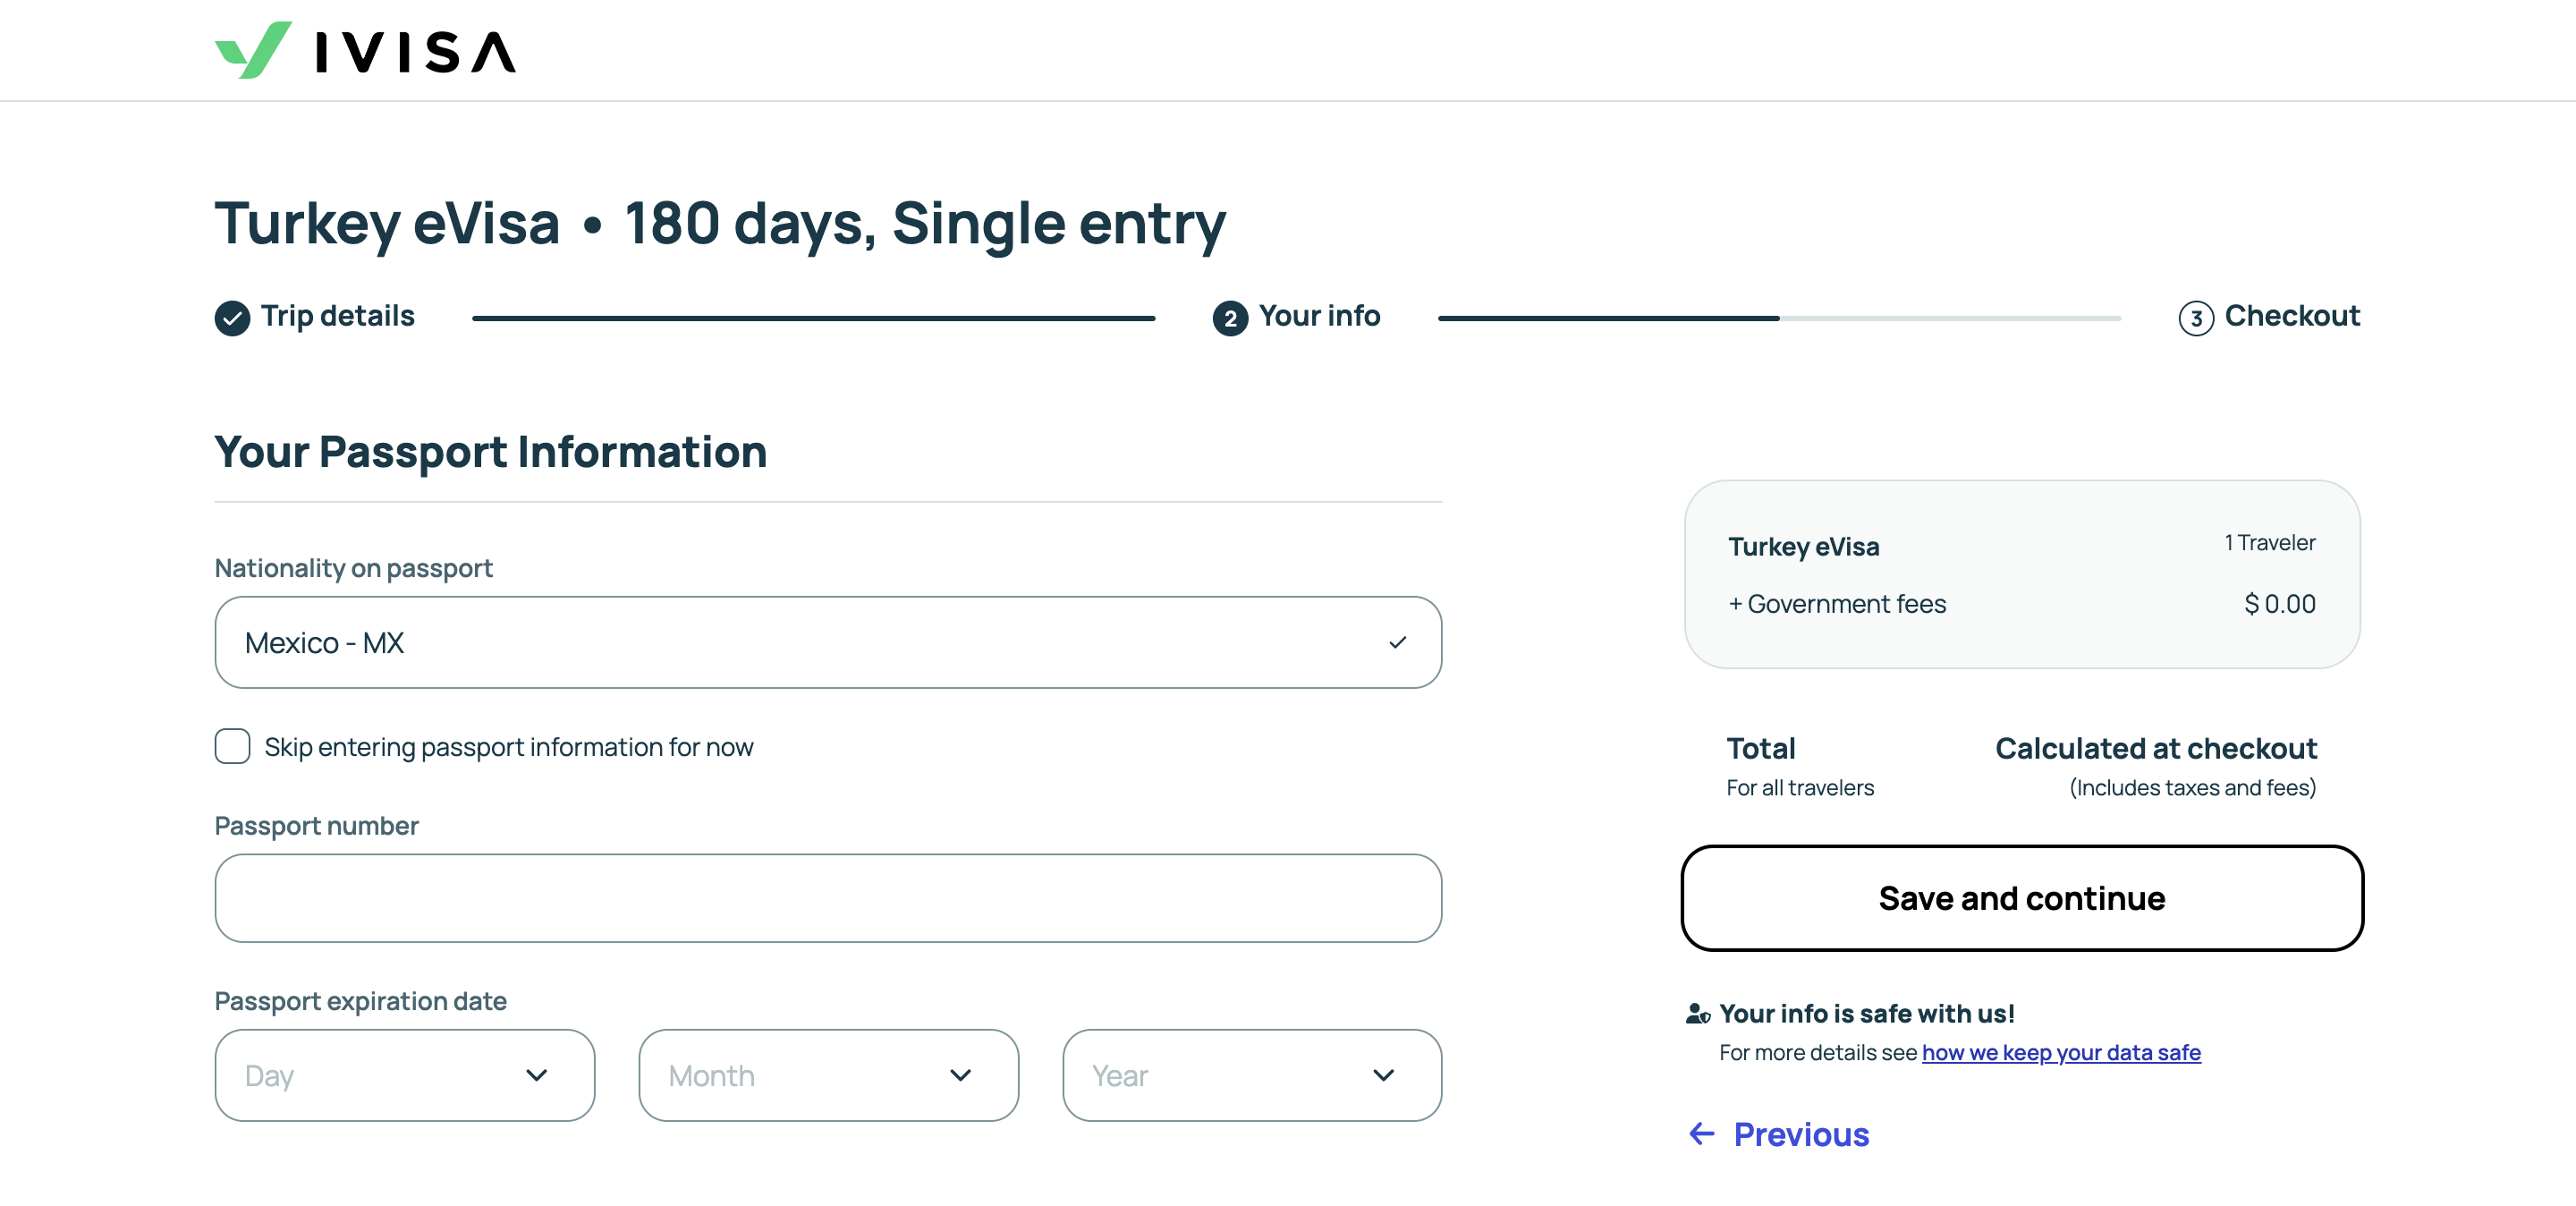 IVISA
Turkey eVisa • 180 days, Single entry
Trip details
2 Your info
3 Checkout
Your Passport Information
Nationality on passport
Mexico - MX
Skip entering passport information for now
Passport number
Passport expiration date
Day
Month
Year
Turkey eVisa 1 Traveler
+ Government fees $ 0.00
Total Calculated at checkout
For all travelers (Includes taxes and fees)
Save and continue
Your info is safe with us!
For more details see how we keep your data safe
Previous